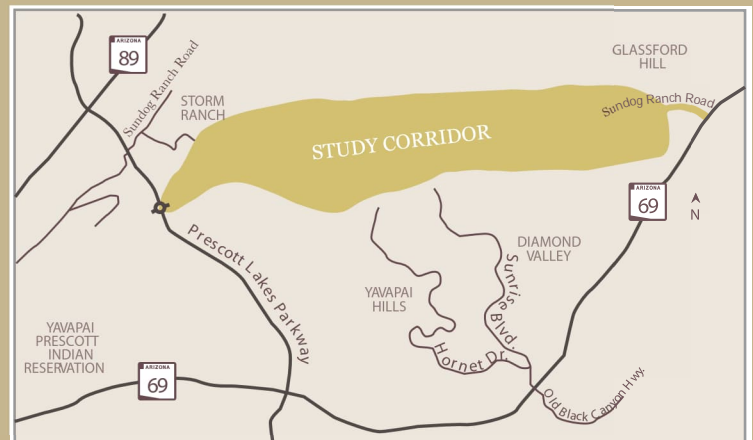 ARIZONA
89
Sundog Ranch Road
STORM
RANCH
GLASSFORD
HILL
Sundog Ranch Road
STUDY CORRIDOR
ARIZONA
69
N
Prescott Lakes Parkway
DIAMOND
VALLEY
YAVAPAI
HILLS
Sunrise Blvd.
Hornet Dr.
YAVAPAI
PRESCOTT
INDIAN
RESERVATION
ARIZONA
69
Old Black Canyon Hwy.